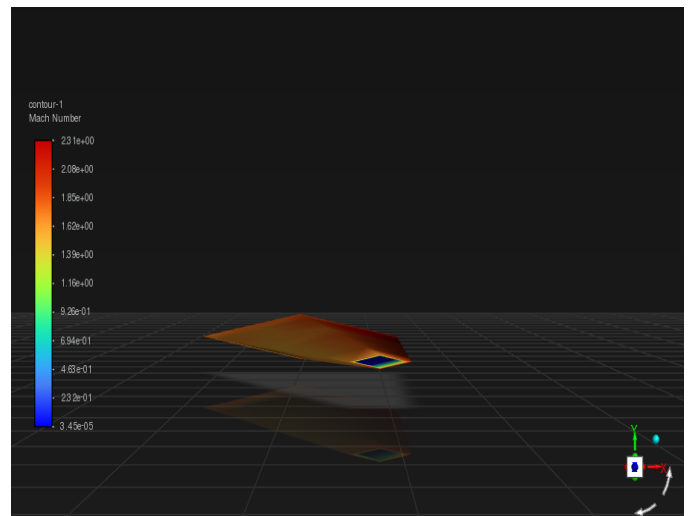 contour-1
Mach Number
2.31e+00
2.08e+00
1.85e+00
1.62e+00
1.39e+00
1.16e+00
9.26e-01
6.94e-01
4.63e-01
2.32e-01
3.45e-05
Y
X